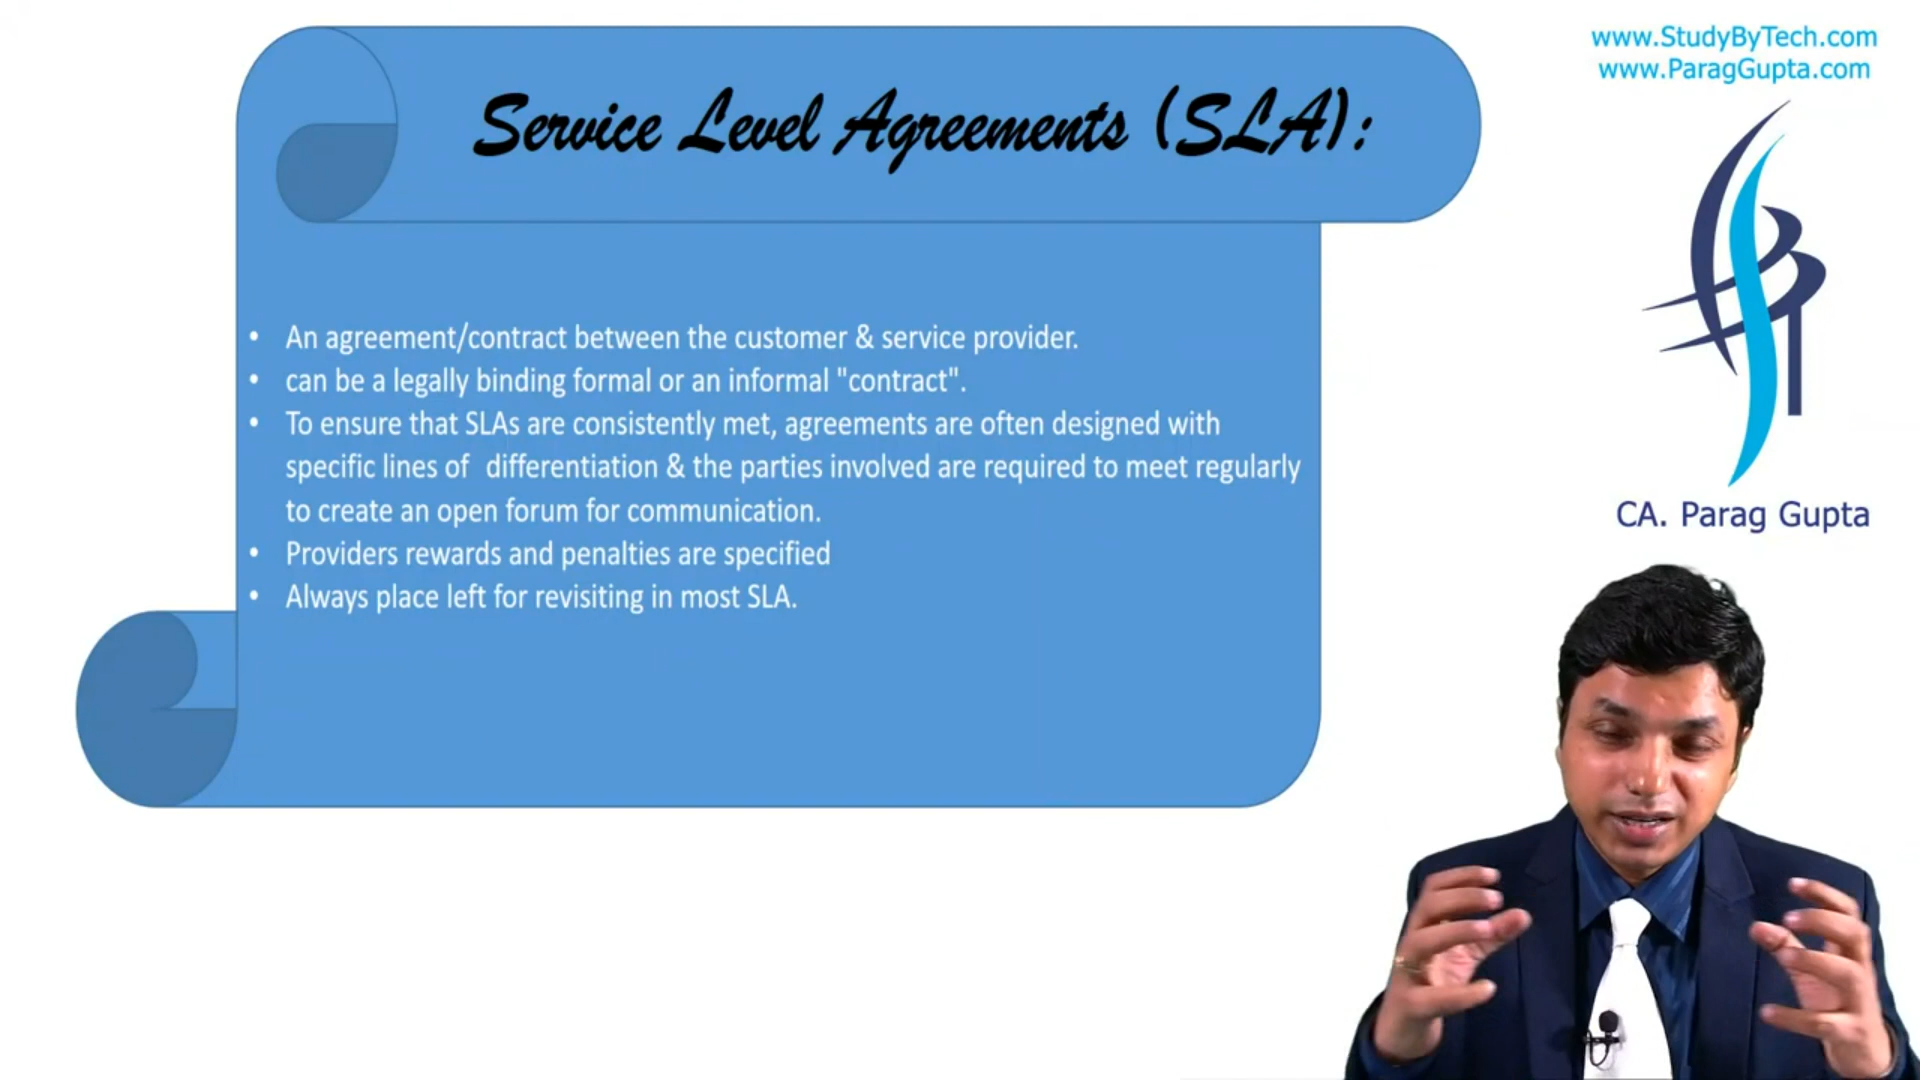 www.StudyByTech.com
www.ParagGupta.com
Service Level Agreements (SLA):
• An agreement/contract between the customer & service provider.
• can be a legally binding formal or an informal "contract".
• To ensure that SLAs are consistently met, agreements are often designed with
specific lines of differentiation & the parties involved are required to meet regularly
to create an open forum for communication.
• Providers rewards and penalties are specified
• Always place left for revisiting in most SLA.
CA. Parag Gupta